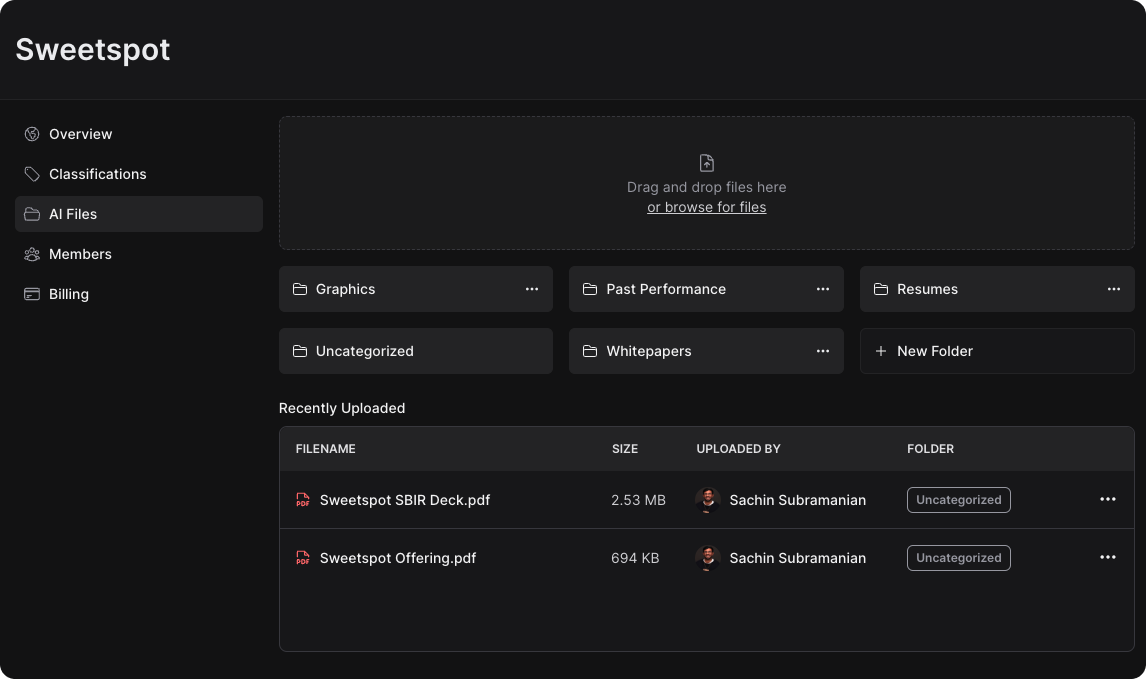 Sweetspot
Overview
Classifications
AI Files
Members
Billing
Drag and drop files here
or browse for files
Graphics
Past Performance
Resumes
Uncategorized
Whitepapers
New Folder
Recently Uploaded
FILENAME SIZE UPLOADED BY FOLDER
PDF Sweetspot SBIR Deck.pdf 2.53 MB Sachin Subramanian Uncategorized
PDF Sweetspot Offering.pdf 694 KB Sachin Subramanian Uncategorized